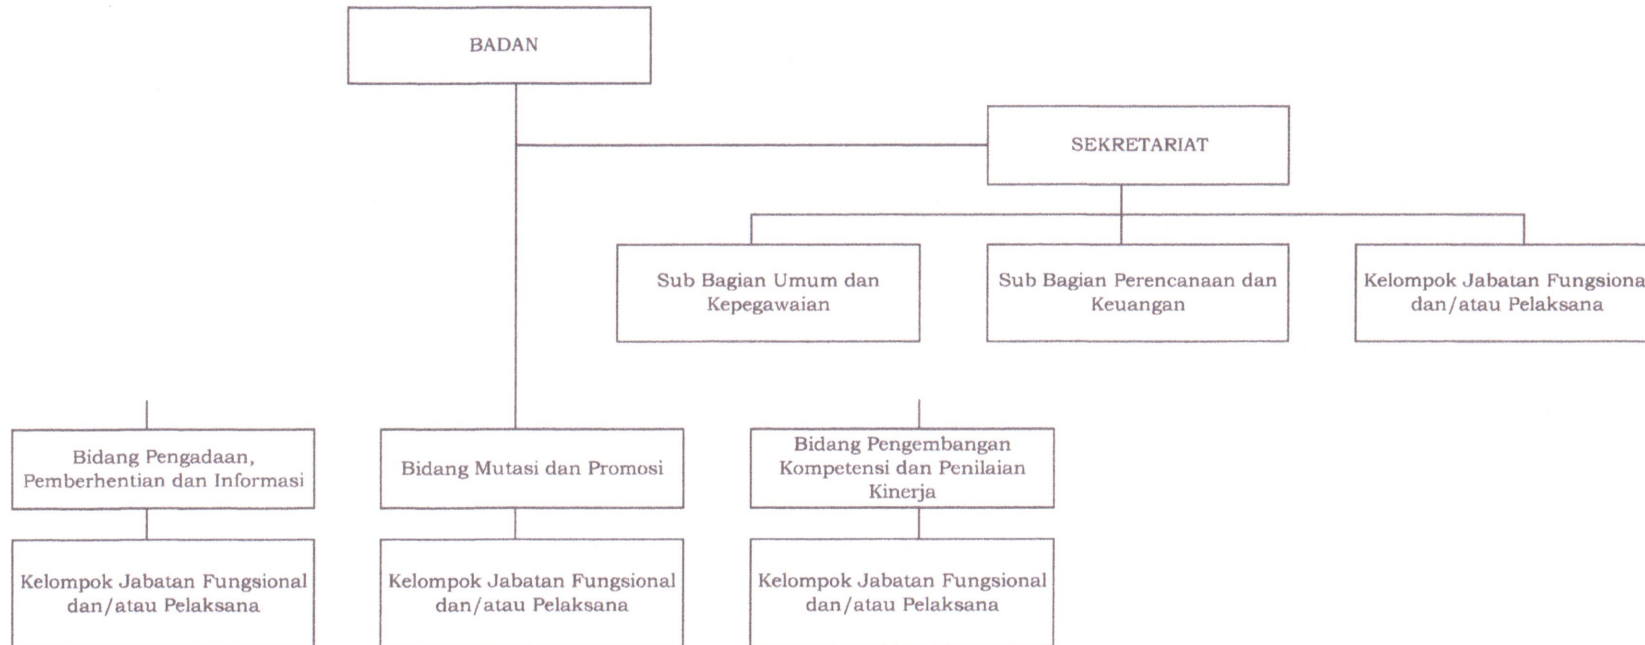 BADAN
SEKRETARIAT
Sub Bagian Umum dan
Kepegawaian
Sub Bagian Perencanaan dan
Keuangan
Kelompok Jabatan Fungsiona
dan/atau Pelaksana
Bidang Pengadaan,
Pemberhentian dan Informasi
Bidang Mutasi dan Promosi
Bidang Pengembangan
Kompetensi dan Penilaian
Kinerja
Kelompok Jabatan Fungsional
dan/atau Pelaksana
Kelompok Jabatan Fungsional
dan/atau Pelaksana
Kelompok Jabatan Fungsional
dan/atau Pelaksana